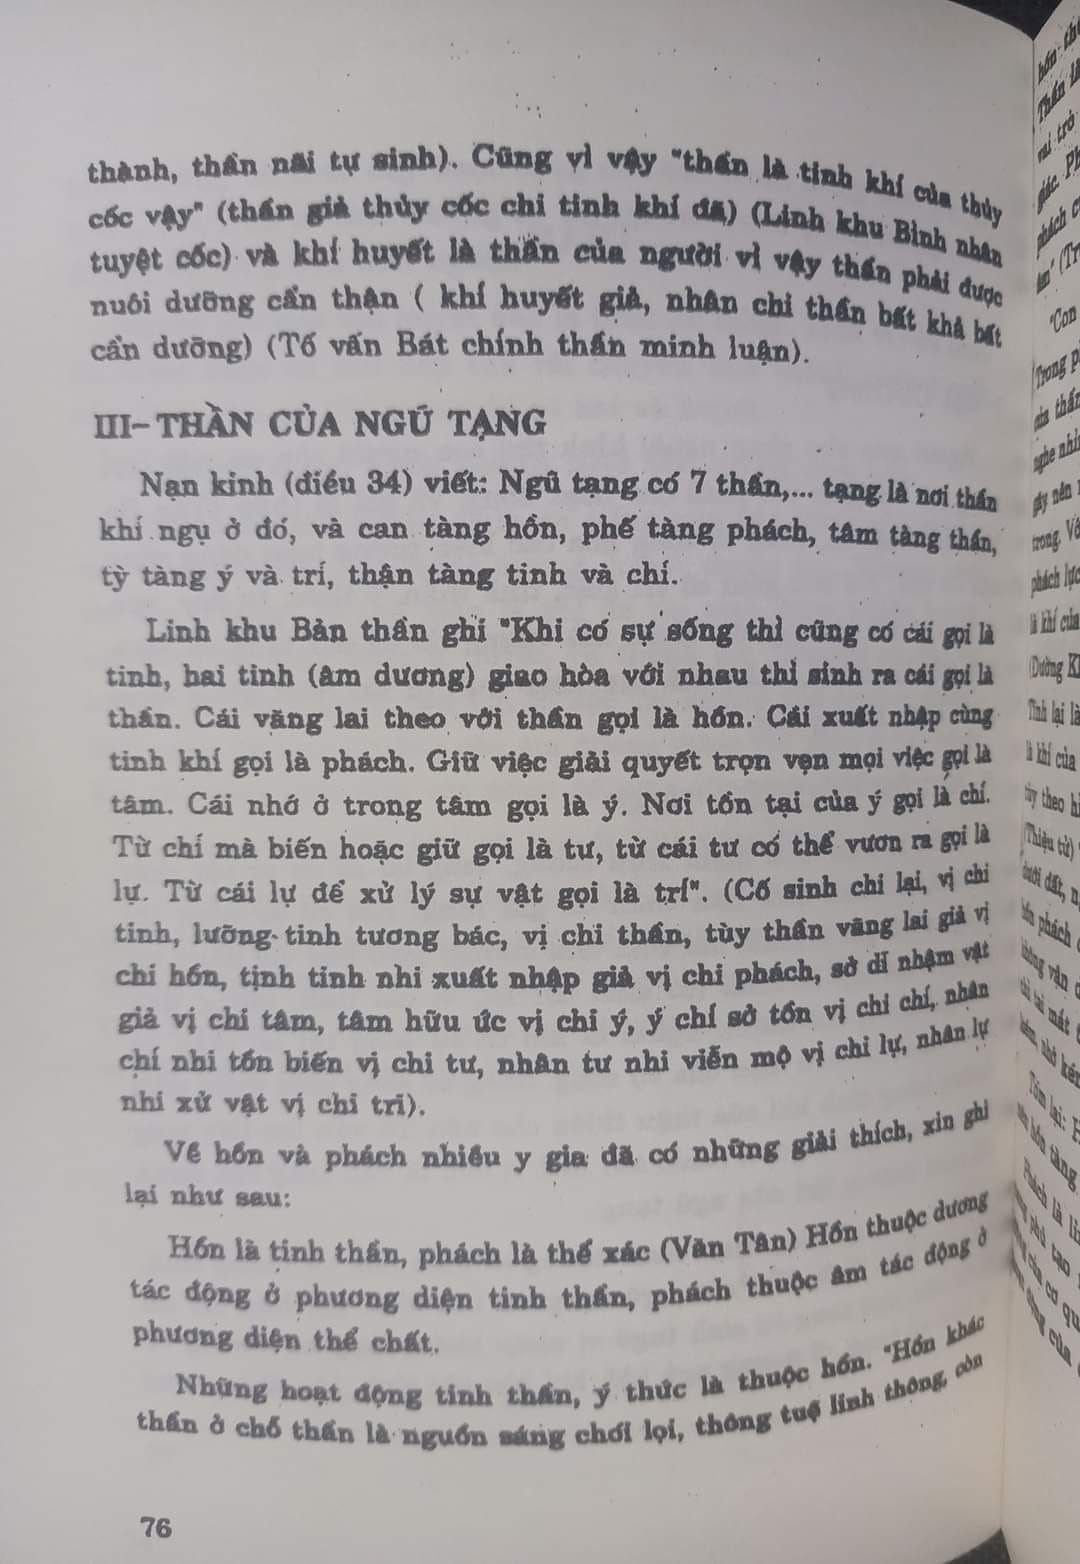 thành, thần nãi tự sinh). Cũng vì vậy "thần là tinh khí của thủy
cốc vậy" (thần giả thủy cốc chi tinh khí dã) (Linh khu Bình nhân
tuyệt cốc) và khí huyết là thần của người vì vậy thần phải được
nuôi dưỡng cẩn thận ( khí huyết giả, nhân chi thần bất khả bất
cẩn dưỡng) (Tố vấn Bát chính thần minh luận).
III- THẦN CỦA NGŨ TẠNG
Nạn kinh (điều 34) viết: Ngũ tạng có 7 thần,... tạng là nơi thần
khí ngụ ở đó, và can tàng hồn, phế tàng phách, tâm tàng thần,
tỳ tàng ý và trí, thận tàng tinh và chí.
Linh khu Bản thần ghi "Khi có sự sống thì cũng có cái gọi là
tinh, hai tinh (âm dương) giao hòa với nhau thì sinh ra cái gọi là
thần. Cái vãng lai theo với thần gọi là hồn. Cái xuất nhập cùng
tinh khí gọi là phách. Giữ việc giải quyết trọn vẹn mọi việc gọi là
tâm. Cái nhớ ở trong tâm gọi là ý. Nơi tồn tại của ý gọi là chí.
Từ chí mà biến hoặc giữ gọi là tư, từ cái tư có thể vươn ra gọi là
lự. Từ cái lự để xử lý sự vật gọi là trí". (Cố sinh chi lại, vị chi
tinh, lưỡng tinh tương bác, vị chi thần, tùy thần vãng lai giả vị
chi hồn, tịnh tinh nhi xuất nhập giả vị chi phách, sở dĩ nhậm vật
giả vị chi tâm, tâm hữu ức vị chi ý, ý chí sở tồn vị chi chí, nhân
chí nhi tồn biến vị chi tư, nhân tư nhi viễn mộ vị chi lự, nhân lự
nhi xử vật vị chi trí).
Về hồn và phách nhiều y gia đã có những giải thích, xin ghi
lại như sau:
Hồn là tinh thần, phách là thể xác (Văn Tân) Hồn thuộc dương
tác động ở phương diện tinh thần, phách thuộc âm tác động ở
phương diện thể chất.
Những hoạt động tinh thần, ý thức là thuộc hồn. "Hồn khác
thần ở chỗ thần là nguồn sáng chói lọi, thông tuệ linh thông, còn
76